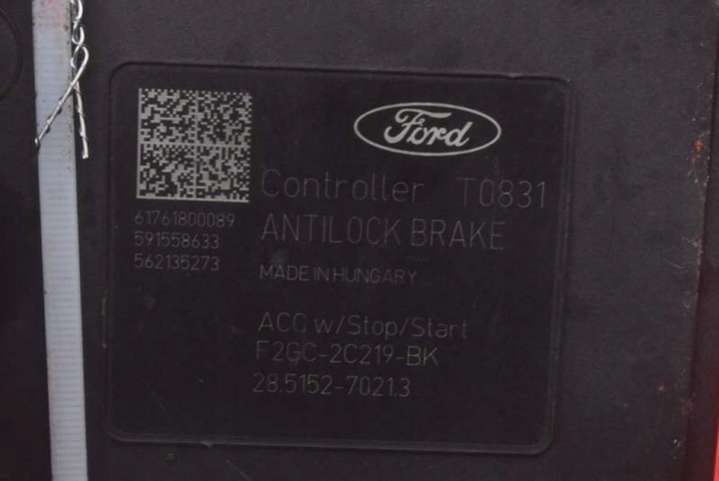 Ford
Controller T0831
61761800089
591558633
562135273
ANTILOCK BRAKE
MADE IN HUNGARY
ACC w/Stop/Start
F2GC-2C219-BK
28.5152-7021.3